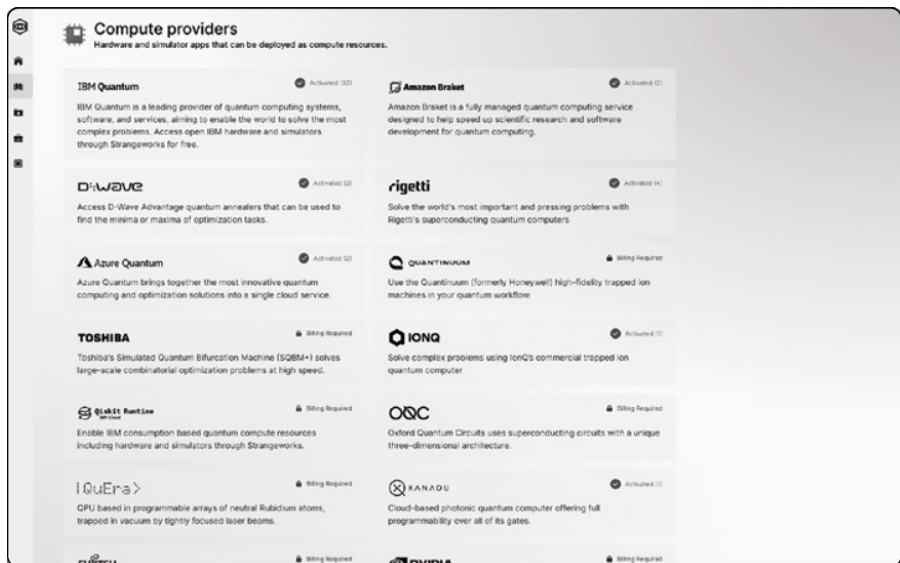 Compute providers
Hardware and simulator apps that can be deployed as compute resources.
IBM Quantum
Activated (32)
IBM Quantum is a leading provider of quantum computing systems,
software, and services, aiming to enable the world to solve the most
complex problems. Access open IBM hardware and simulators
through Strangeworks for free.
Amazon Braket
Activated (2)
Amazon Braket is a fully managed quantum computing service
designed to help speed up scientific research and software
development for quantum computing.
D:Wave
Activated (2)
Access D-Wave Advantage quantum annealers that can be used to
find the minima or maxima of optimization tasks.
rigetti
Activated (4)
Solve the world's most important and pressing problems with
Rigetti's superconducting quantum computers
Azure Quantum
Activated (2)
Azure Quantum brings together the most innovative quantum
computing and optimization solutions into a single cloud service.
QUANTINUUM
Billing Required
Use the Quantinuum (formerly Honeywell) high-fidelity trapped ion
machines in your quantum workflow.
TOSHIBA
Billing Required
Toshiba's Simulated Quantum Bifurcation Machine (SQBM+) solves
large-scale combinatorial optimization problems at high speed.
IONQ
Activated (1)
Solve complex problems using IonQ's commercial trapped ion
quantum computer
Qiskit Runtime
IBM Cloud
Billing Required
Enable IBM consumption based quantum compute resources
including hardware and simulators through Strangeworks.
OQC
Billing Required
Oxford Quantum Circuits uses superconducting circuits with a unique
three-dimensional architecture.
|QuEra>
Billing Required
QPU based in programmable arrays of neutral Rubidium atoms,
trapped in vacuum by tightly focused laser beams.
XANADU
Activated (1)
Cloud-based photonic quantum computer offering full
programmability over all of its gates.
FUJITSU
Billing Required
NVIDIA
Billing Required